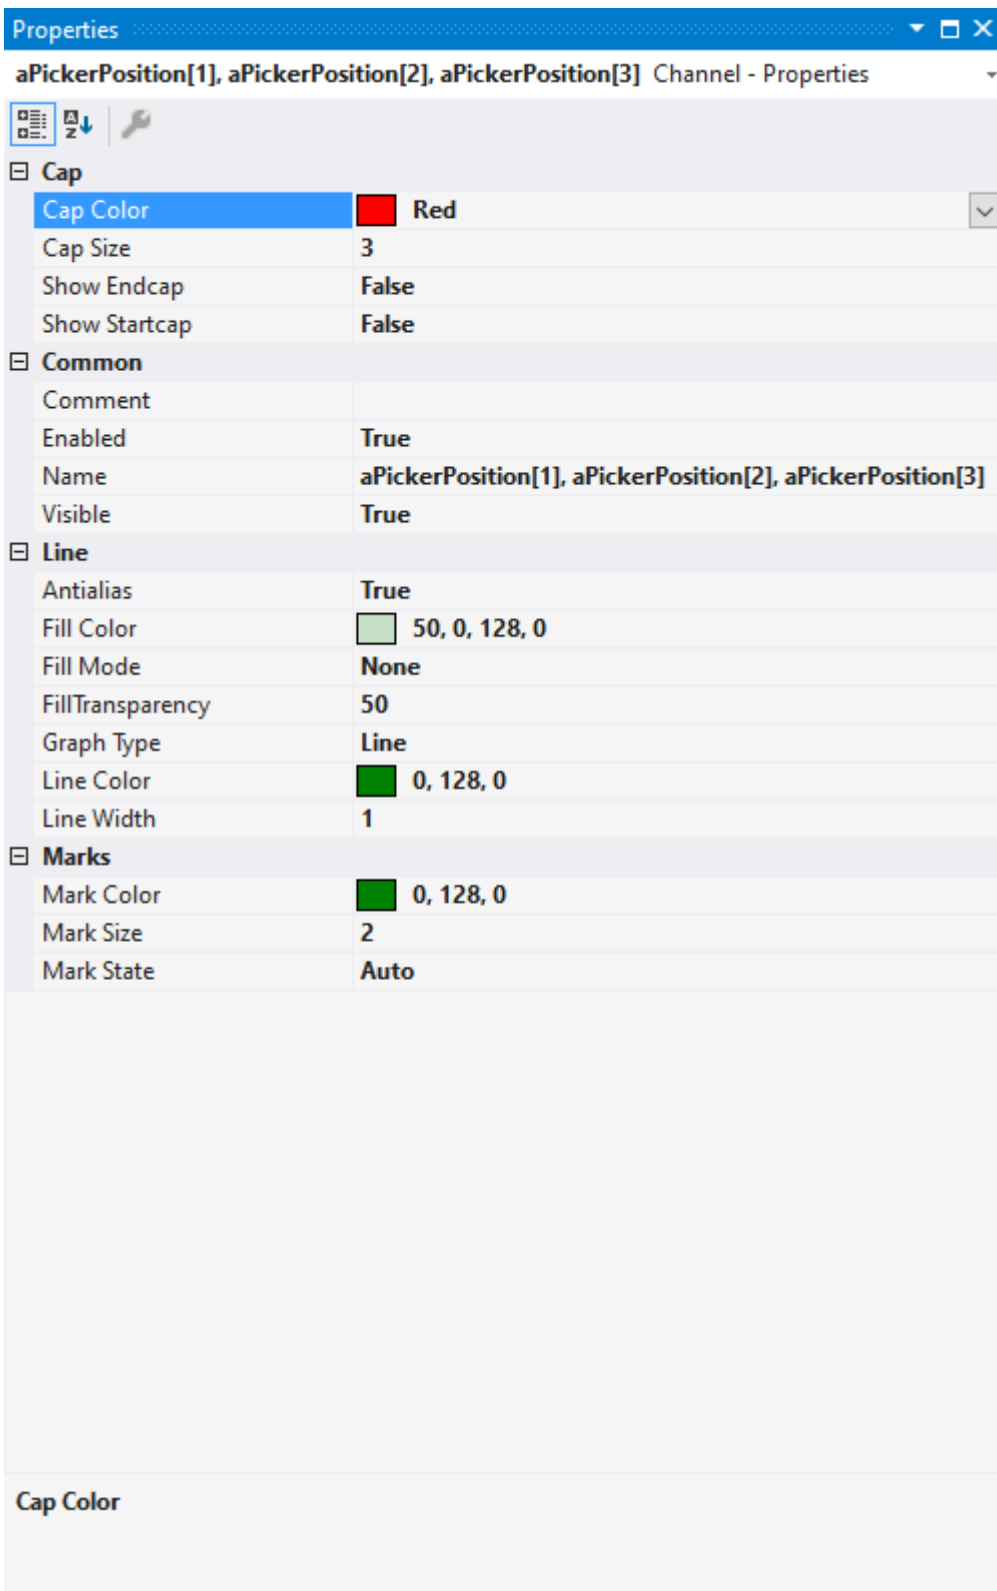 Properties
aPickerPosition[1], aPickerPosition[2], aPickerPosition[3] Channel - Properties
Cap
Cap Color Red
Cap Size 3
Show Endcap False
Show Startcap False
Common
Comment
Enabled True
Name aPickerPosition[1], aPickerPosition[2], aPickerPosition[3]
Visible True
Line
Antialias True
Fill Color 50, 0, 128, 0
Fill Mode None
FillTransparency 50
Graph Type Line
Line Color 0, 128, 0
Line Width 1
Marks
Mark Color 0, 128, 0
Mark Size 2
Mark State Auto
Cap Color